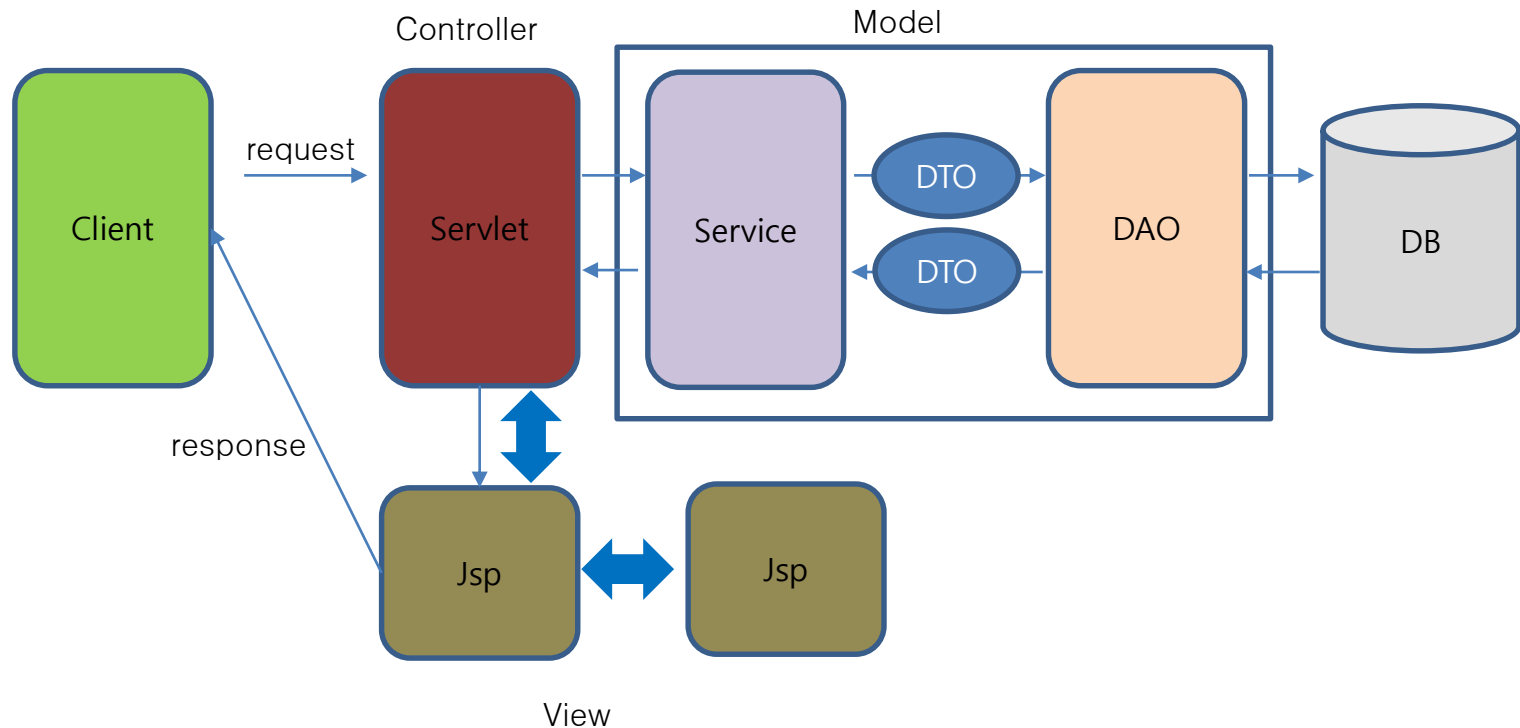 Controller
Model
Client
request
Servlet
Service
DTO
DTO
DAO
DB
response
Jsp
Jsp
View